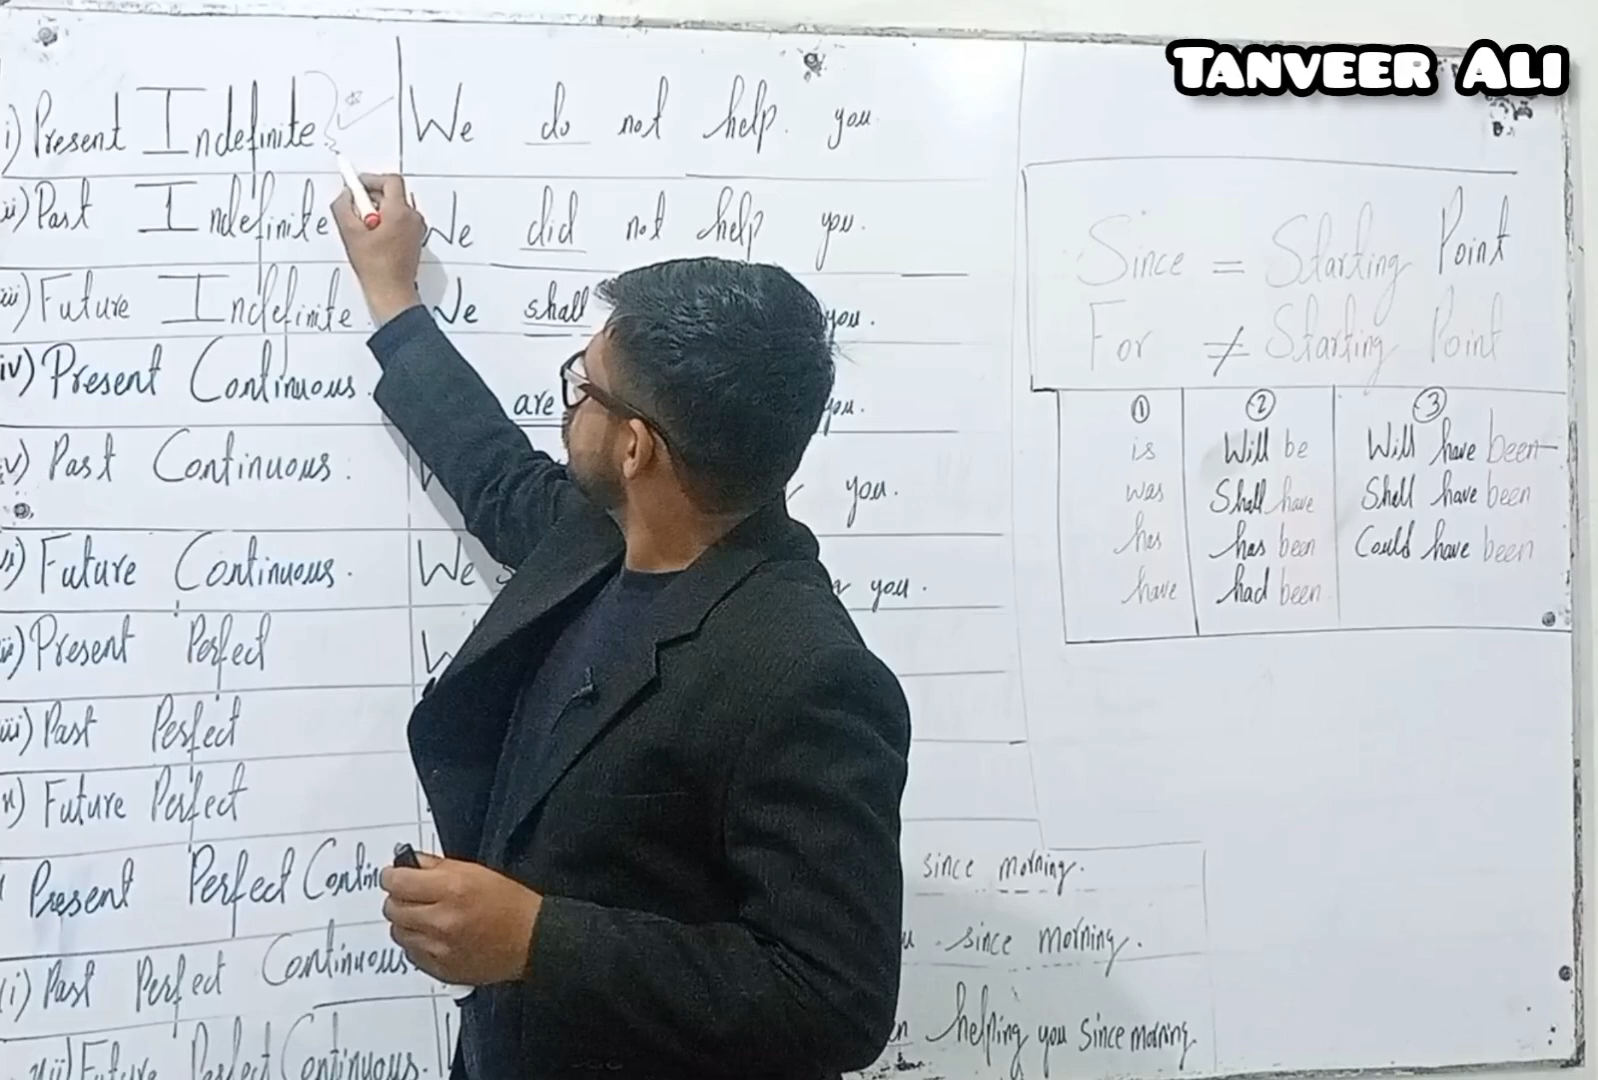 TANVEER ALI
i) Present Indefinite We do not help you
ii) Past Indefinite We did not help you.
iii) Future Indefinite. We shall you.
iv) Present Continuous. are you.
v) Past Continuous. you.
vi) Future Continuous. We you.
Present Perfect
Past Perfect
Future Perfect
Present Perfect since morning.
Past Perfect Continuous since morning.
Future Perfect Continuous. helping you since morning
Since = Starting Point
For ≠ Starting Point
① ② ③
is Will be Will have been
was Shall have Shall have been
has has been Could have been
have had been